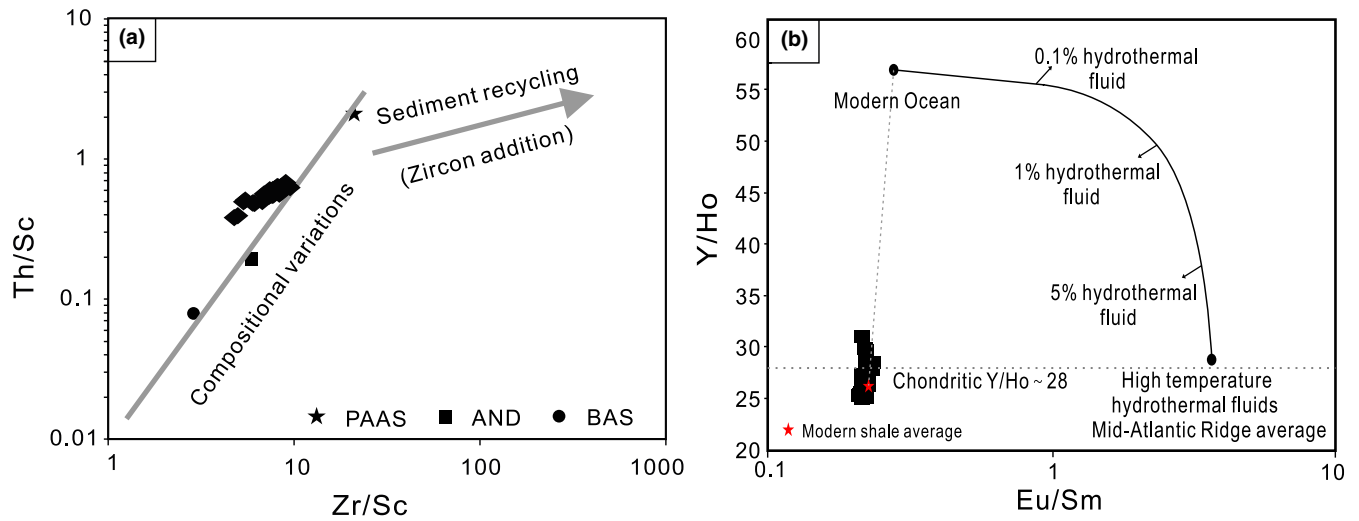 (a)
10
1
0.1
0.01
Th/Sc
1
10
100
1000
Zr/Sc
Sediment recycling
(Zircon addition)
Compositional variations
PAAS
AND
BAS
(b)
60
55
50
45
40
35
30
25
20
Y/Ho
0.1
1
10
Eu/Sm
Modern Ocean
0.1% hydrothermal
fluid
1% hydrothermal
fluid
5% hydrothermal
fluid
Chondritic Y/Ho ~ 28
High temperature
hydrothermal fluids
Mid-Atlantic Ridge average
Modern shale average